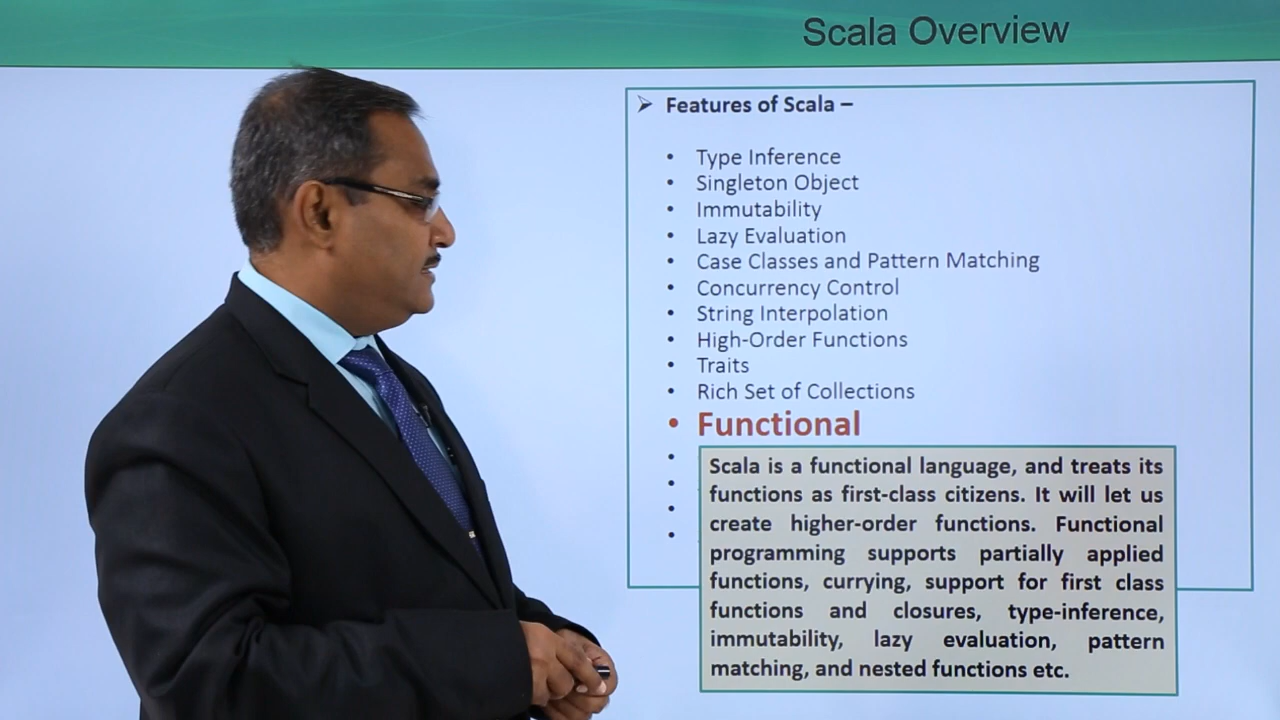 Scala Overview
➤ Features of Scala –
• Type Inference
• Singleton Object
• Immutability
• Lazy Evaluation
• Case Classes and Pattern Matching
• Concurrency Control
• String Interpolation
• High-Order Functions
• Traits
• Rich Set of Collections
• Functional
Scala is a functional language, and treats its
functions as first-class citizens. It will let us
create higher-order functions. Functional
programming supports partially applied
functions, currying, support for first class
functions and closures, type-inference,
immutability, lazy evaluation, pattern
matching, and nested functions etc.